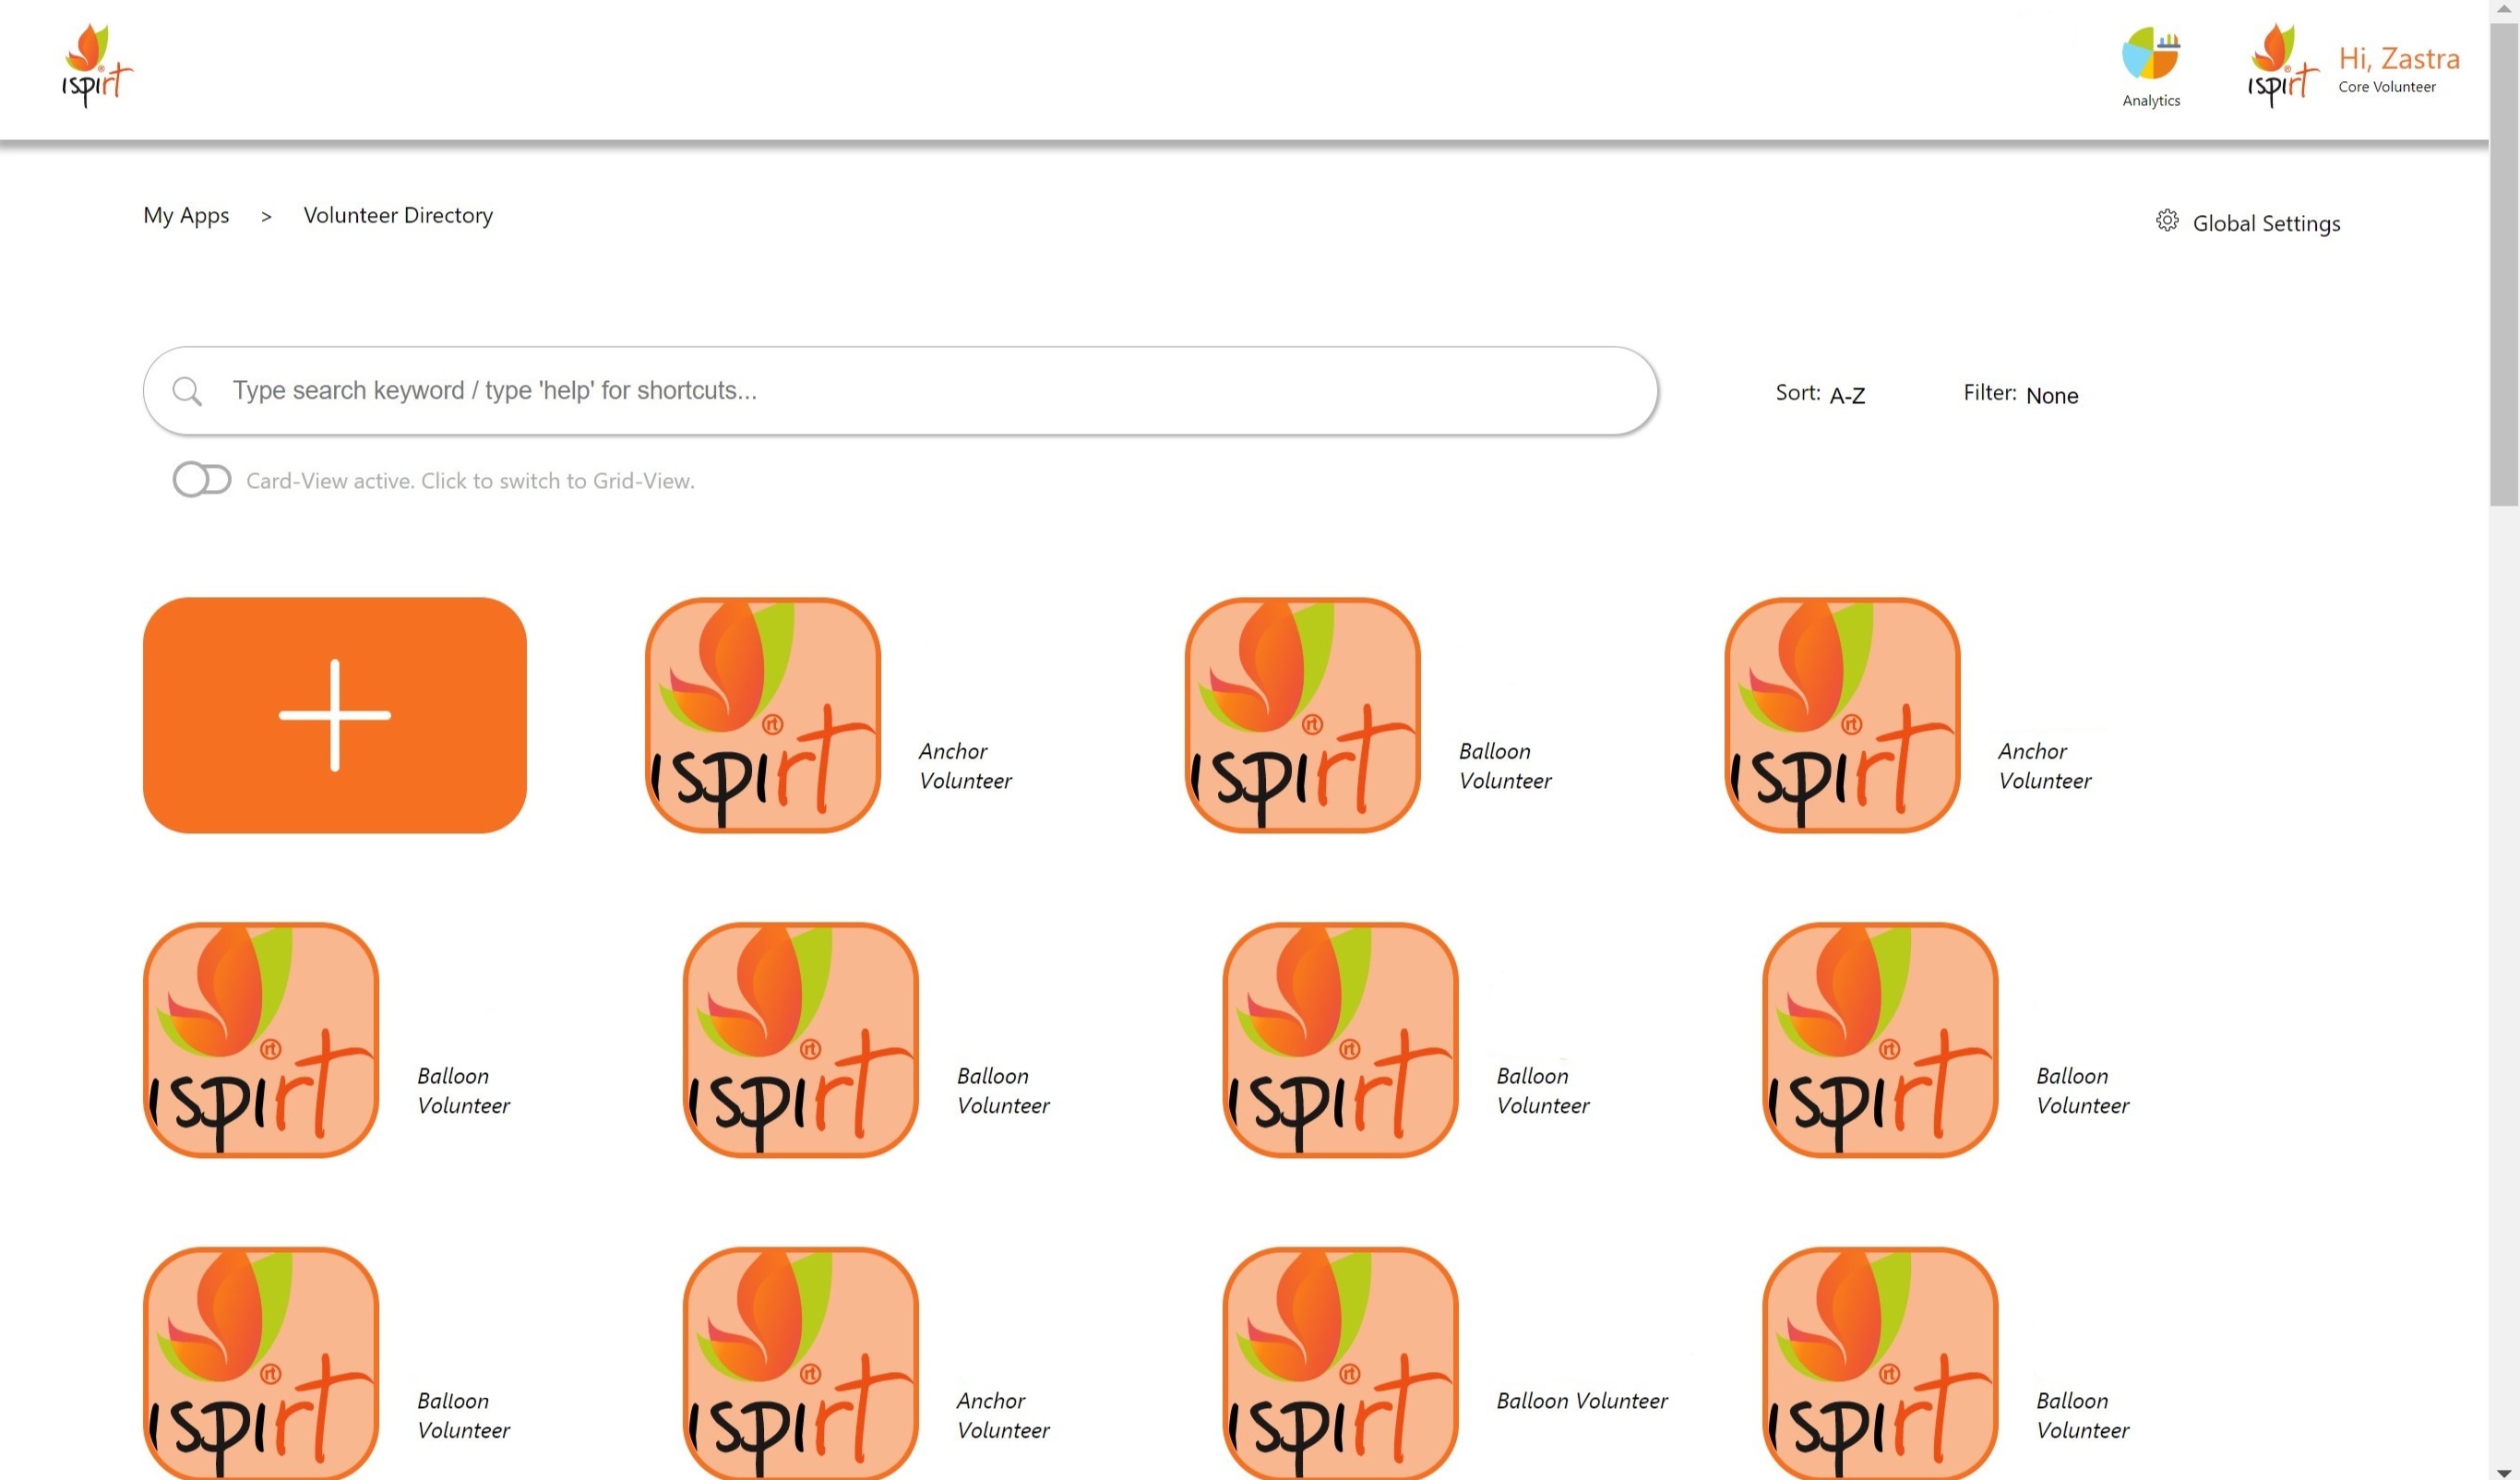 ispirt
Analytics
ispirt
Hi, Zastra
Core Volunteer
My Apps > Volunteer Directory
Global Settings
Type search keyword / type 'help' for shortcuts...
Sort: A-Z
Filter: None
Card-View active. Click to switch to Grid-View.
ispirt
Anchor
Volunteer
ispirt
Balloon
Volunteer
ispirt
Anchor
Volunteer
ispirt
Balloon
Volunteer
ispirt
Balloon
Volunteer
ispirt
Balloon
Volunteer
ispirt
Balloon
Volunteer
ispirt
Balloon
Volunteer
ispirt
Anchor
Volunteer
ispirt
Balloon Volunteer
ispirt
Balloon
Volunteer